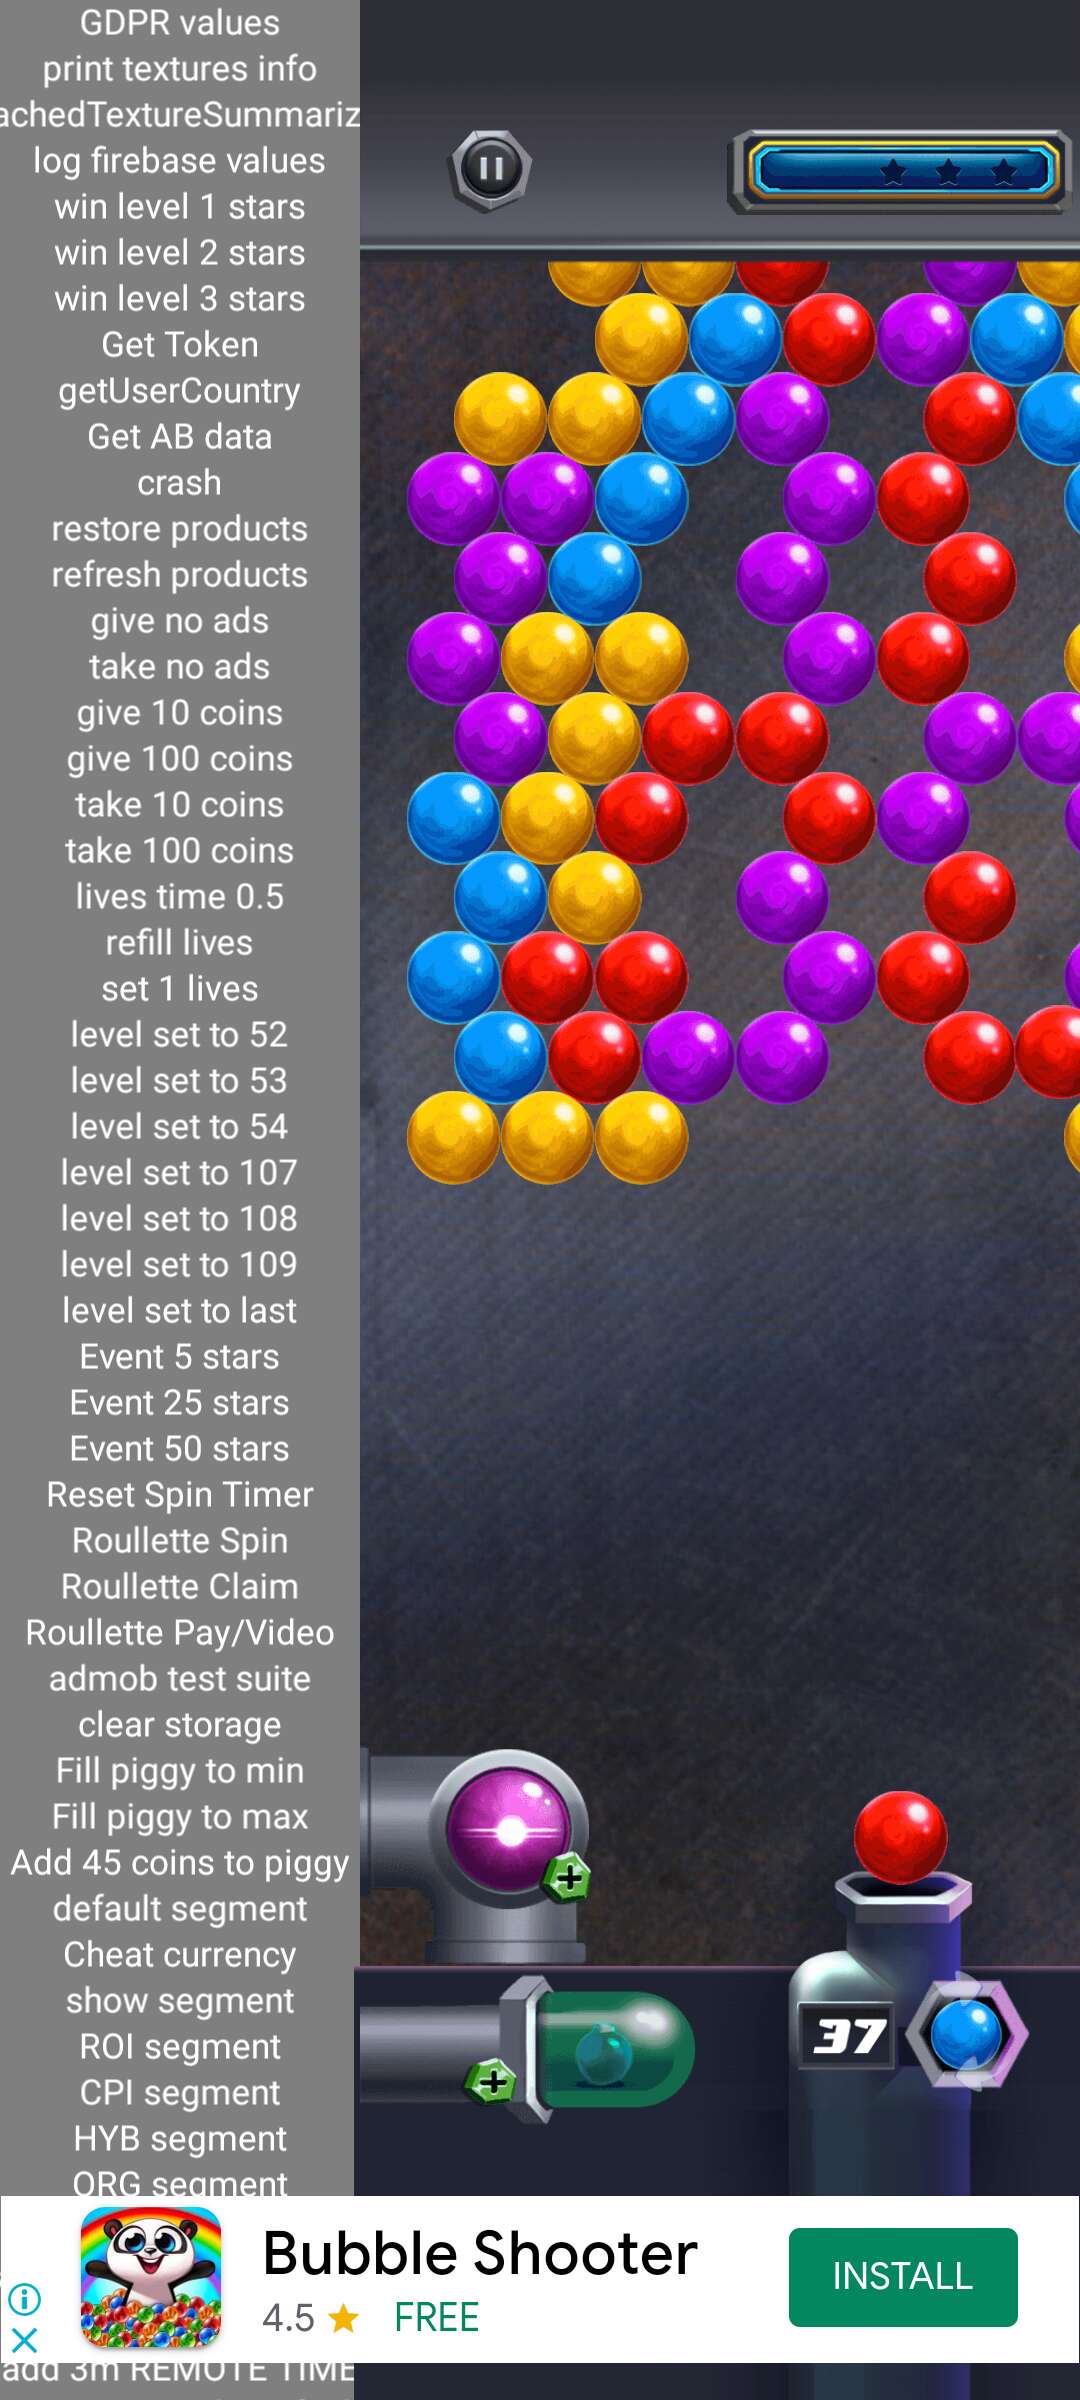 GDPR values
print textures info
achedTextureSummariz
log firebase values
win level 1 stars
win level 2 stars
win level 3 stars
Get Token
getUserCountry
Get AB data
crash
restore products
refresh products
give no ads
take no ads
give 10 coins
give 100 coins
take 10 coins
take 100 coins
lives time 0.5
refill lives
set 1 lives
level set to 52
level set to 53
level set to 54
level set to 107
level set to 108
level set to 109
level set to last
Event 5 stars
Event 25 stars
Event 50 stars
Reset Spin Timer
Roullette Spin
Roullette Claim
Roullette Pay/Video
admob test suite
clear storage
Fill piggy to min
Fill piggy to max
Add 45 coins to piggy
default segment
Cheat currency
show segment
ROI segment
CPI segment
HYB segment
ORG segment
37
Bubble Shooter
4.5 FREE
INSTALL
add 3m REMOTE TIME